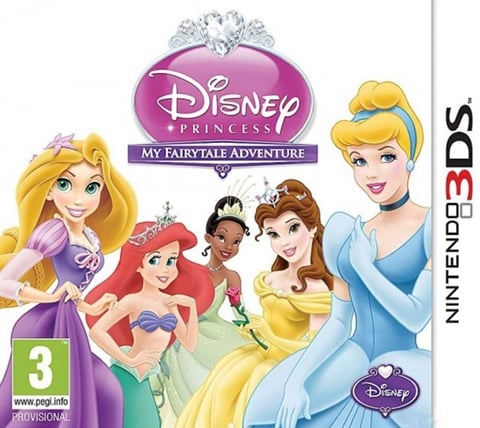 Disney
PRINCESS
MY FAIRYTALE ADVENTURE
NINTENDO 3DS
3
www.pegi.info
PROVISIONAL
Disney